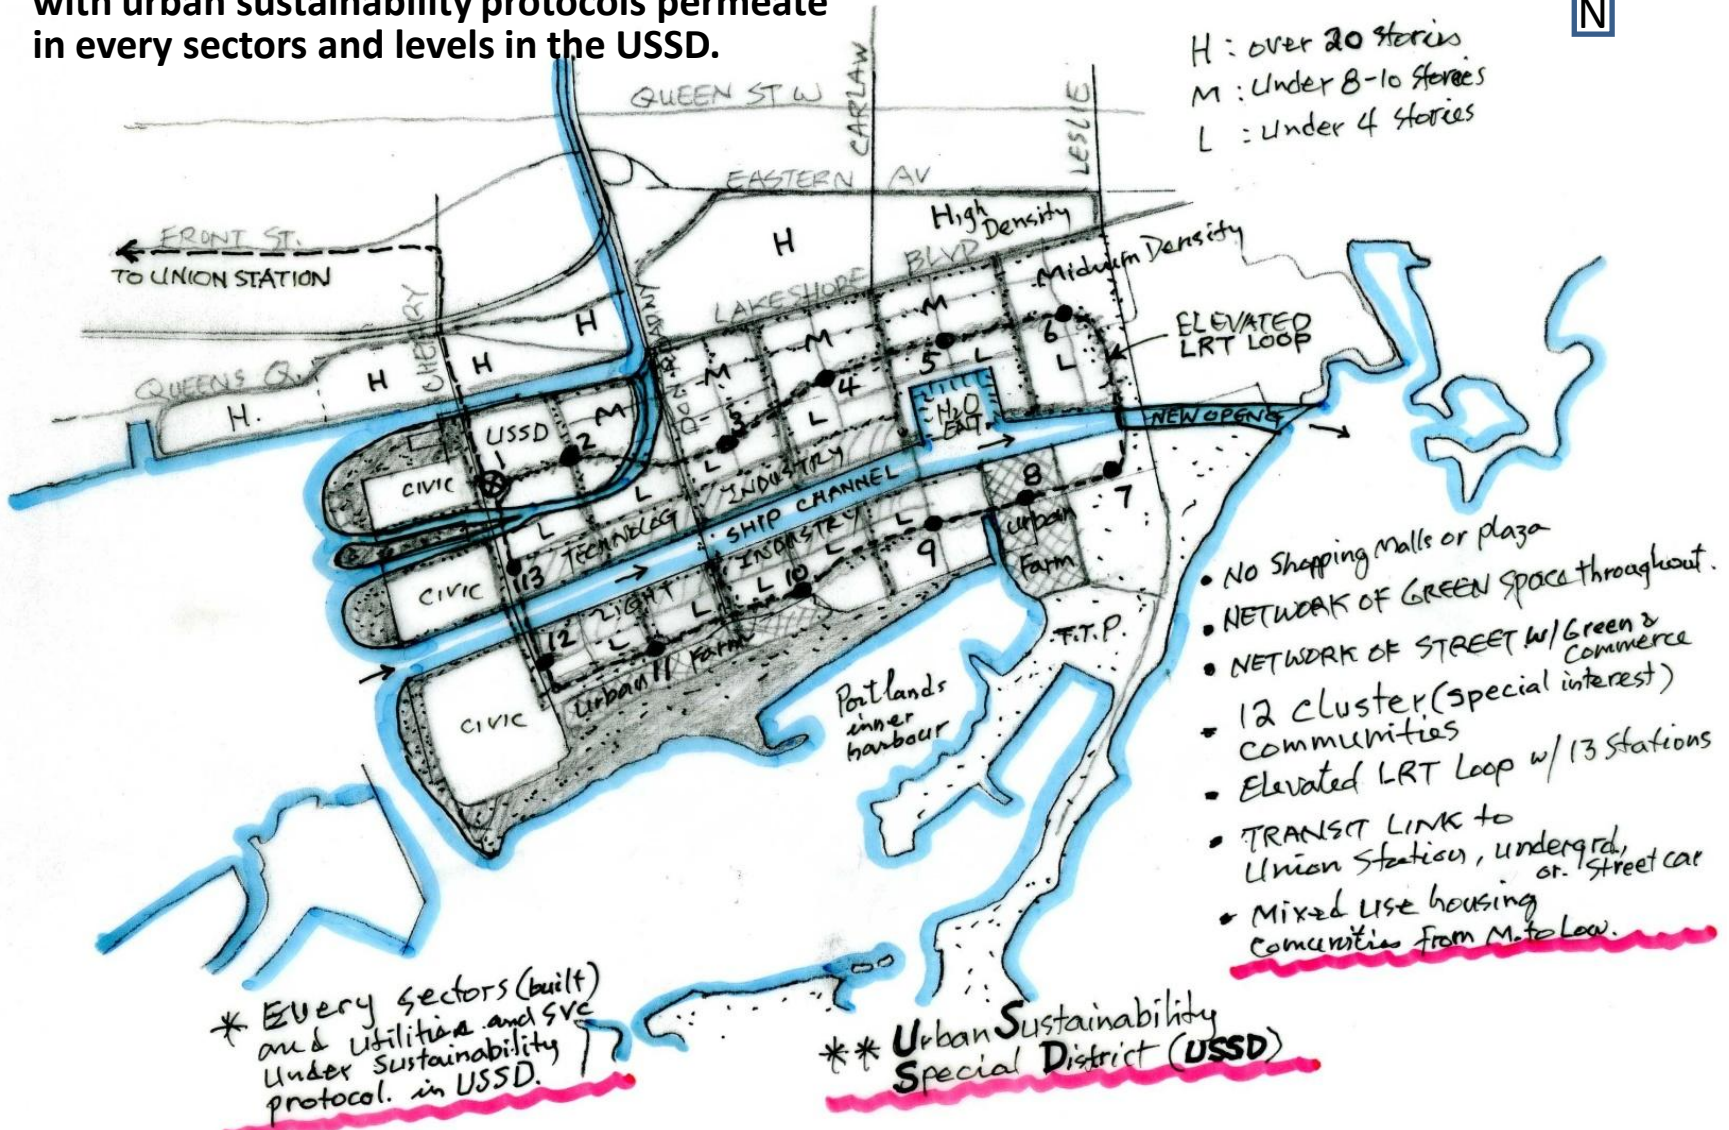 with urban sustainability protocols permeate
in every sectors and levels in the USSD.
N
H : over 20 stories
M : Under 8-10 stories
L : Under 4 stories
QUEEN ST W
CARLAW
LESLIE
EASTERN AV
High
Density
H
Midium Density
FRONT ST.
TO UNION STATION
CHERRY
LAKESHORE BLVD
ELEVATED
LRT LOOP
QUEENS Q.
H.
H
H
H
DON
M
M
M
M
L
L
L
L
L
1
2
3
4
5
6
USSD
H2O
ENT
NEW OPENG
CIVIC
L
L
TECHNOLOG
INDUSTRY
SHIP CHANNEL
CIVIC
13
LIGHT
INDUSTRY
L
L
L
L
L
7
8
9
10
11
12
Urban
Farm
Urban Farm
CIVIC
F.T.P.
Portlands
inner
harbour
• No Shopping Malls or plaza
• NETWORK OF GREEN SPACE throughout.
• NETWORK OF STREET w/ Green &
Commerce
- 12 cluster (special interest)
communities
- Elevated LRT Loop w/ 13 Stations
• TRANSIT LINK to
Union Station, undergrd,
or. Street car
• Mixed use housing
comunities from M. to Low.
* Every sectors (built)
and utilities and svc
Under Sustainability
protocol. in USSD.
** Urban Sustainability
Special District (USSD)